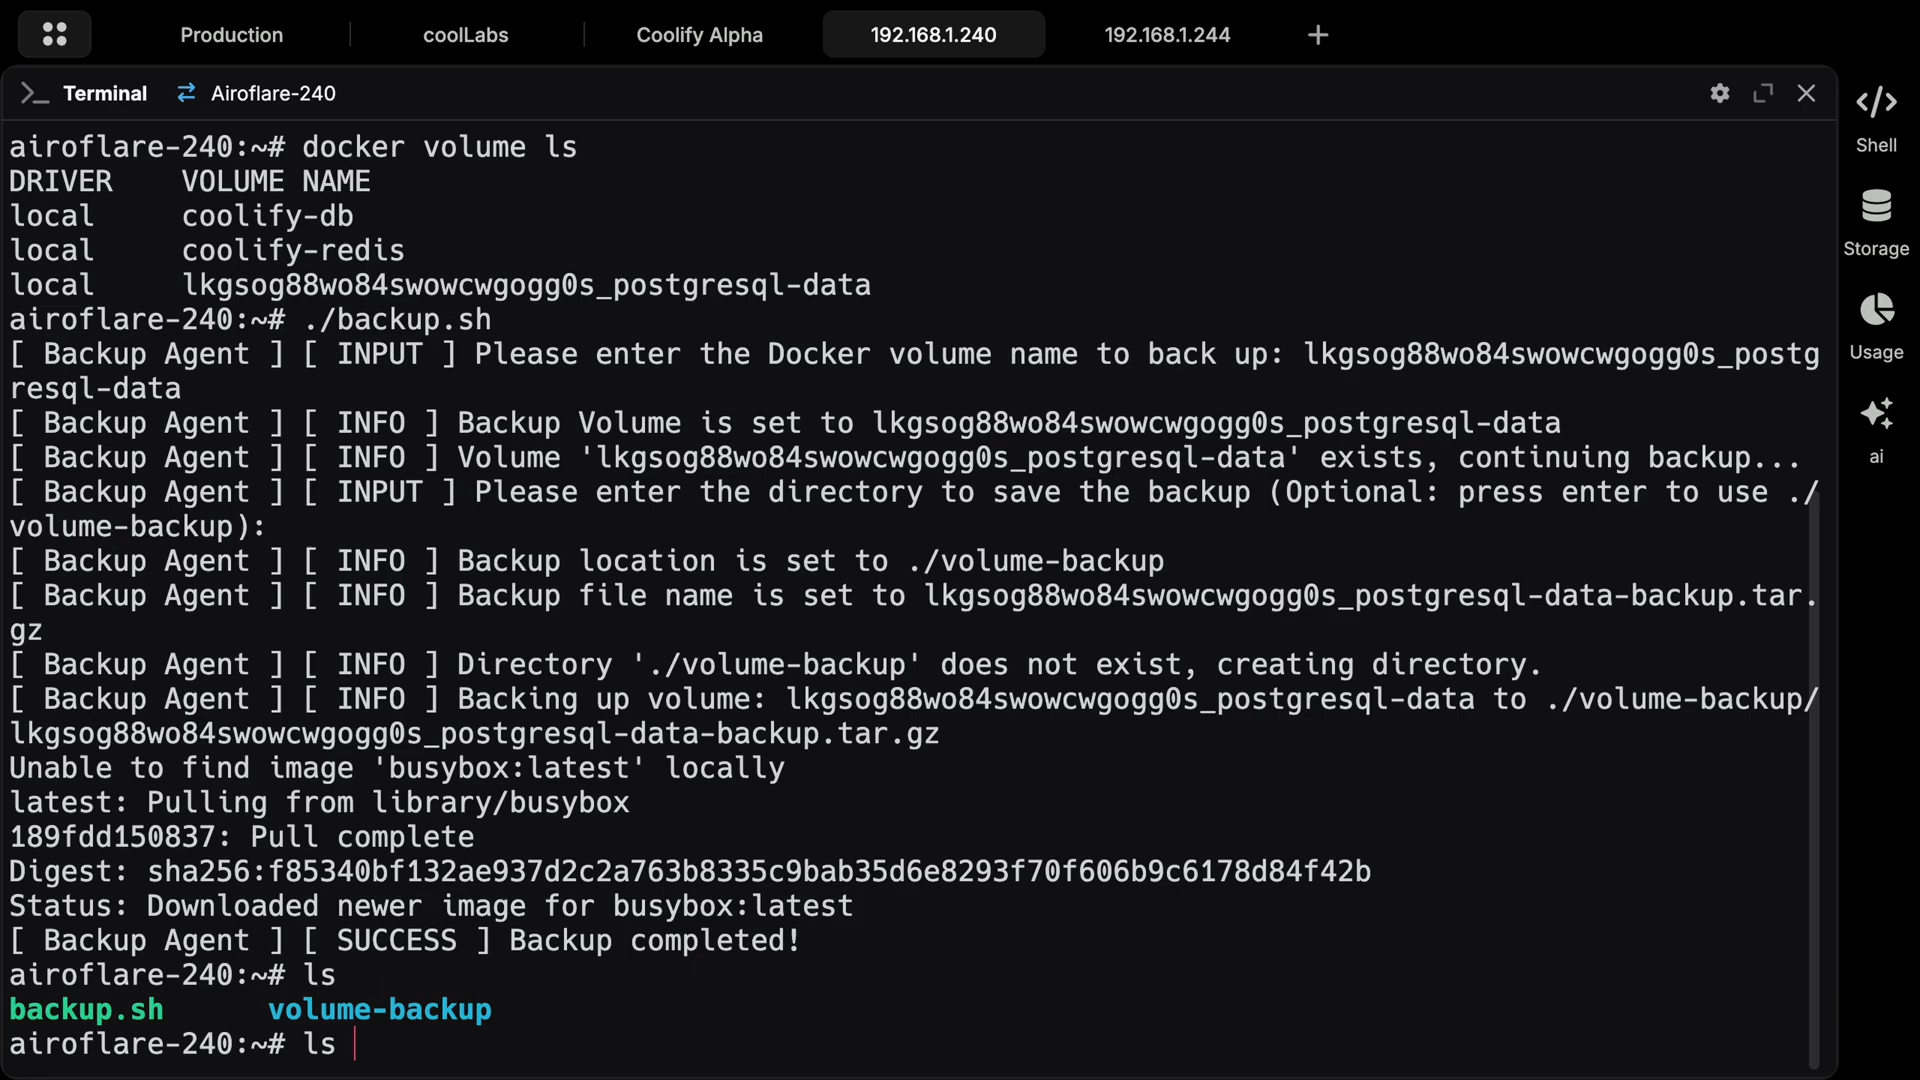 Production
coolLabs
Coolify Alpha
192.168.1.240
192.168.1.244
Terminal
Airoflare-240
airoflare-240:~# docker volume ls
DRIVER    VOLUME NAME
local     coolify-db
local     coolify-redis
local     lkgsog88wo84swowcwgogg0s_postgresql-data
airoflare-240:~# ./backup.sh
[ Backup Agent ] [ INPUT ] Please enter the Docker volume name to back up: lkgsog88wo84swowcwgogg0s_postg
resql-data
[ Backup Agent ] [ INFO ] Backup Volume is set to lkgsog88wo84swowcwgogg0s_postgresql-data
[ Backup Agent ] [ INFO ] Volume 'lkgsog88wo84swowcwgogg0s_postgresql-data' exists, continuing backup...
[ Backup Agent ] [ INPUT ] Please enter the directory to save the backup (Optional: press enter to use ./
volume-backup):
[ Backup Agent ] [ INFO ] Backup location is set to ./volume-backup
[ Backup Agent ] [ INFO ] Backup file name is set to lkgsog88wo84swowcwgogg0s_postgresql-data-backup.tar.
gz
[ Backup Agent ] [ INFO ] Directory './volume-backup' does not exist, creating directory.
[ Backup Agent ] [ INFO ] Backing up volume: lkgsog88wo84swowcwgogg0s_postgresql-data to ./volume-backup/
lkgsog88wo84swowcwgogg0s_postgresql-data-backup.tar.gz
Unable to find image 'busybox:latest' locally
latest: Pulling from library/busybox
189fdd150837: Pull complete
Digest: sha256:f85340bf132ae937d2c2a763b8335c9bab35d6e8293f70f606b9c6178d84f42b
Status: Downloaded newer image for busybox:latest
[ Backup Agent ] [ SUCCESS ] Backup completed!
airoflare-240:~# ls
backup.sh      volume-backup
airoflare-240:~# ls
Shell
Storage
Usage
ai